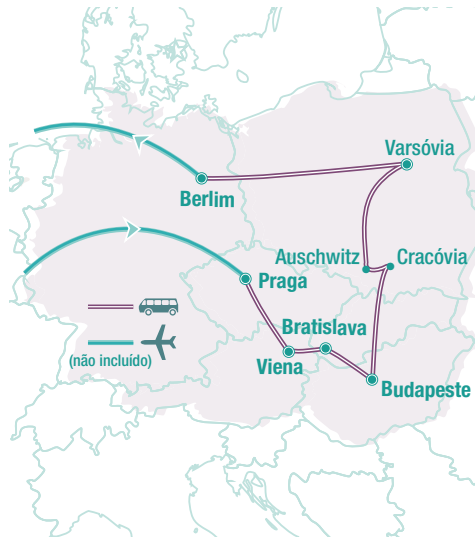 Varsóvia
Berlim
Auschwitz
Cracóvia
Praga
Bratislava
(não incluído)
Viena
Budapeste